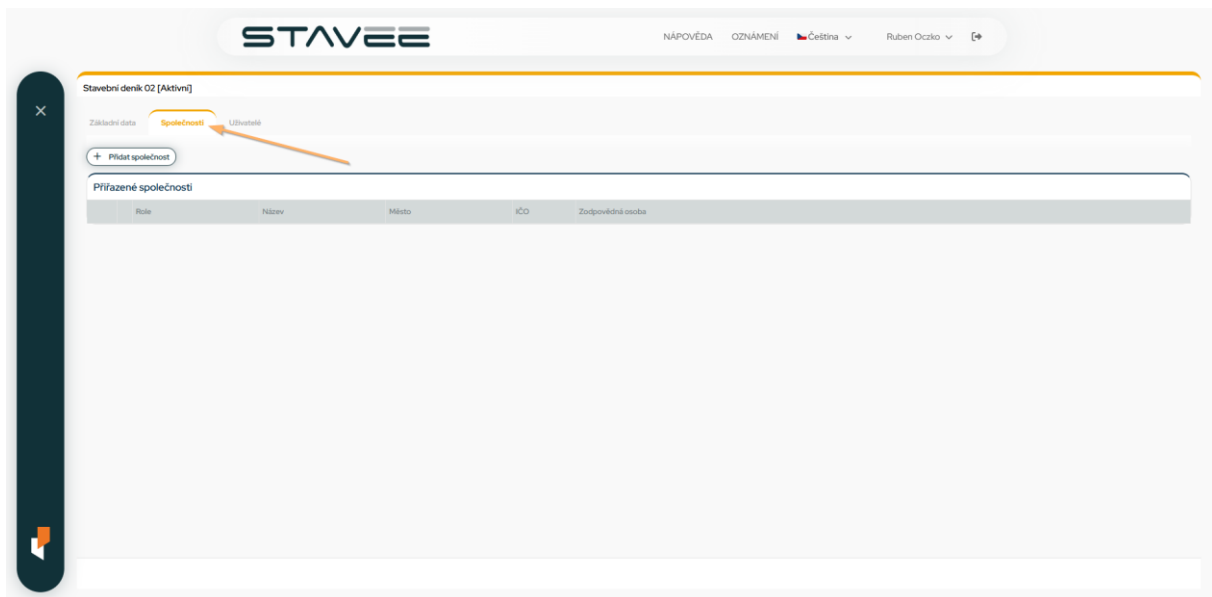 STAVEE
NÁPOVĚDA OZNÁMENÍ Čeština Ruben Oczko
Stavební deník 02 [Aktivní]
Základní data Společnosti Uživatelé
+ Přidat společnost
Přiřazené společnosti
Role Název Město IČO Zodpovědná osoba